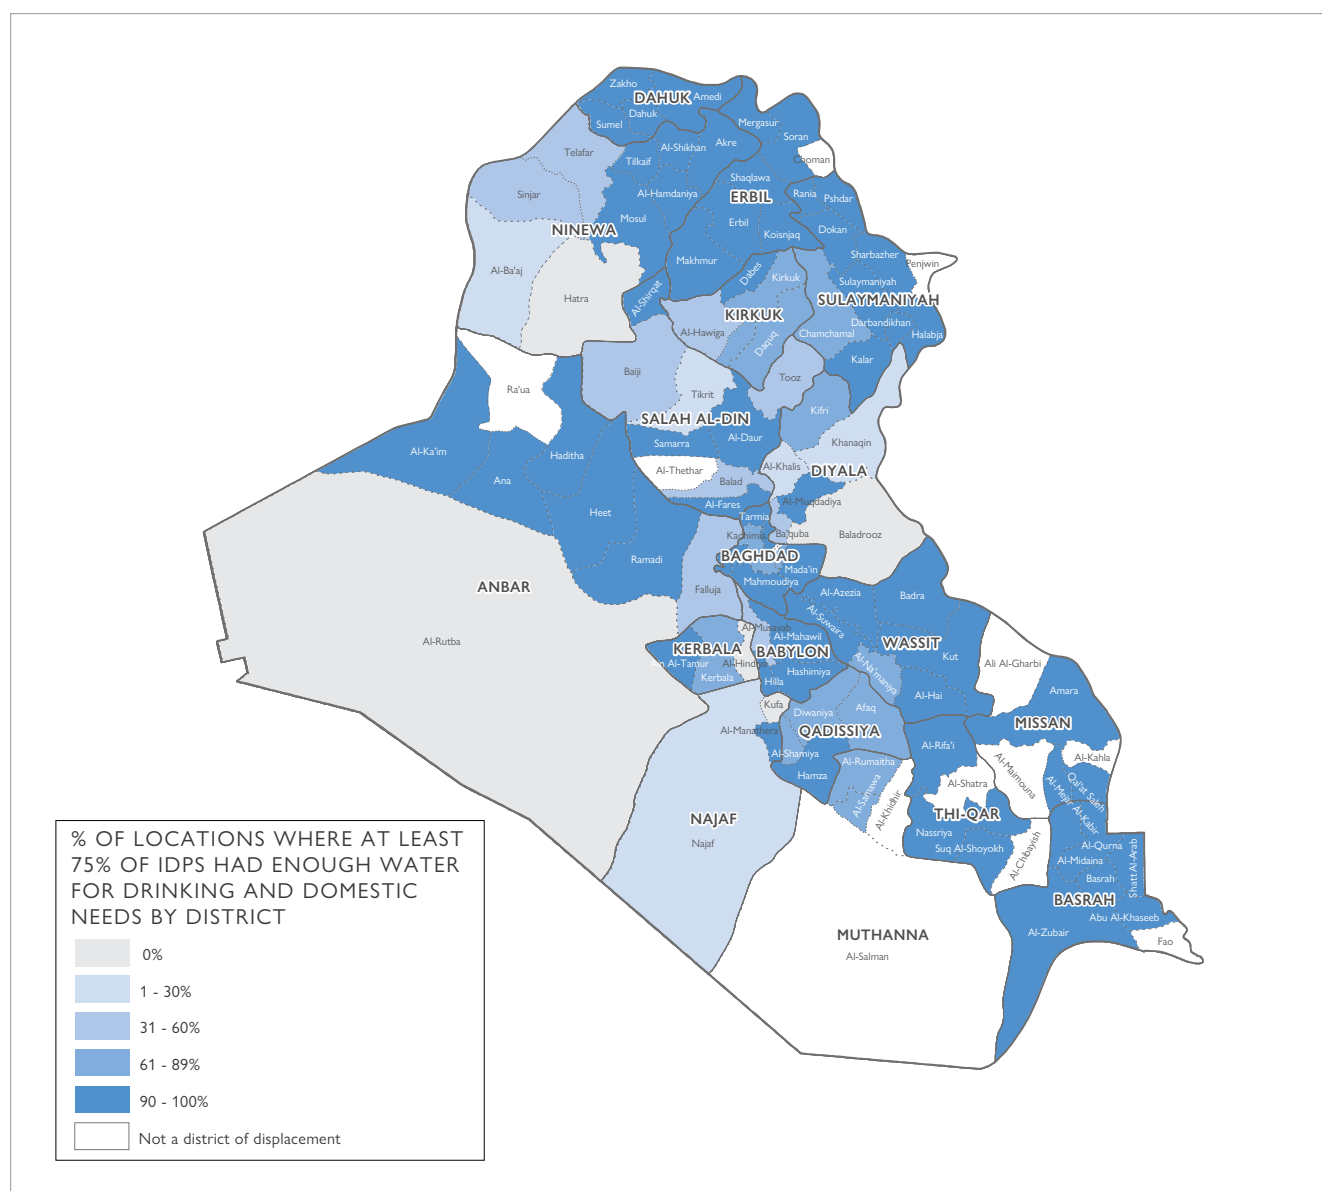 Zakho
DAHUK
Amedi
Dahuk
Sumel
Mergasur
Soran
Akre
Al-Shikhan
Telafar
Tilkaif
Choman
Shaqlawa
Sinjar
Al-Hamdaniya
ERBIL
Rania
Pshdar
Mosul
Erbil
NINEWA
Koisnjaq
Dokan
Sharbazher
Makhmur
Penjwin
Al-Ba'aj
Dabes
Kirkuk
Sulaymaniyah
Hatra
Al-Shirqat
SULAYMANIYAH
KIRKUK
Darbandikhan
Al-Hawiga
Chamchamal
Halabja
Daquq
Kalar
Baiji
Tooz
Ra'ua
Tikrit
Kifri
SALAH AL-DIN
Al-Daur
Samarra
Khanaqin
Al-Ka'im
Haditha
Al-Khalis
DIYALA
Al-Thethar
Ana
Balad
Al-Muqdadiya
Al-Fares
Heet
Tarmia
Kadhimia
Ba'quba
Baladrooz
BAGHDAD
Ramadi
Mada'in
Mahmoudiya
ANBAR
Falluja
Al-Azezia
Badra
Al-Suwaira
Al-Rutba
Al-Musayab
Al-Mahawil
WASSIT
KERBALA
BABYLON
Kut
Ain Al-Tamur
Al-Hindiya
Al-Na'maniya
Ali Al-Gharbi
Kerbala
Hilla
Hashimiya
Al-Hai
Amara
Kufa
Diwaniya
Afaq
MISSAN
Al-Manathera
QADISSIYA
Al-Rifa'i
Al-Shamiya
Al-Rumaitha
Al-Kahla
Hamza
Al-Maimouna
Al-Shatra
Al-Samawa
Qal'at Saleh
Al-Mejar Al-Kabir
Al-Khidhir
THI-QAR
NAJAF
Nassriya
Najaf
Suq Al-Shoyokh
Al-Chibayish
Al-Qurna
Al-Midaina
Shatt Al-Arab
Basrah
BASRAH
Abu Al-Khaseeb
Al-Zubair
Fao
MUTHANNA
Al-Salman
% OF LOCATIONS WHERE AT LEAST
75% OF IDPS HAD ENOUGH WATER
FOR DRINKING AND DOMESTIC
NEEDS BY DISTRICT
0%
1 - 30%
31 - 60%
61 - 89%
90 - 100%
Not a district of displacement